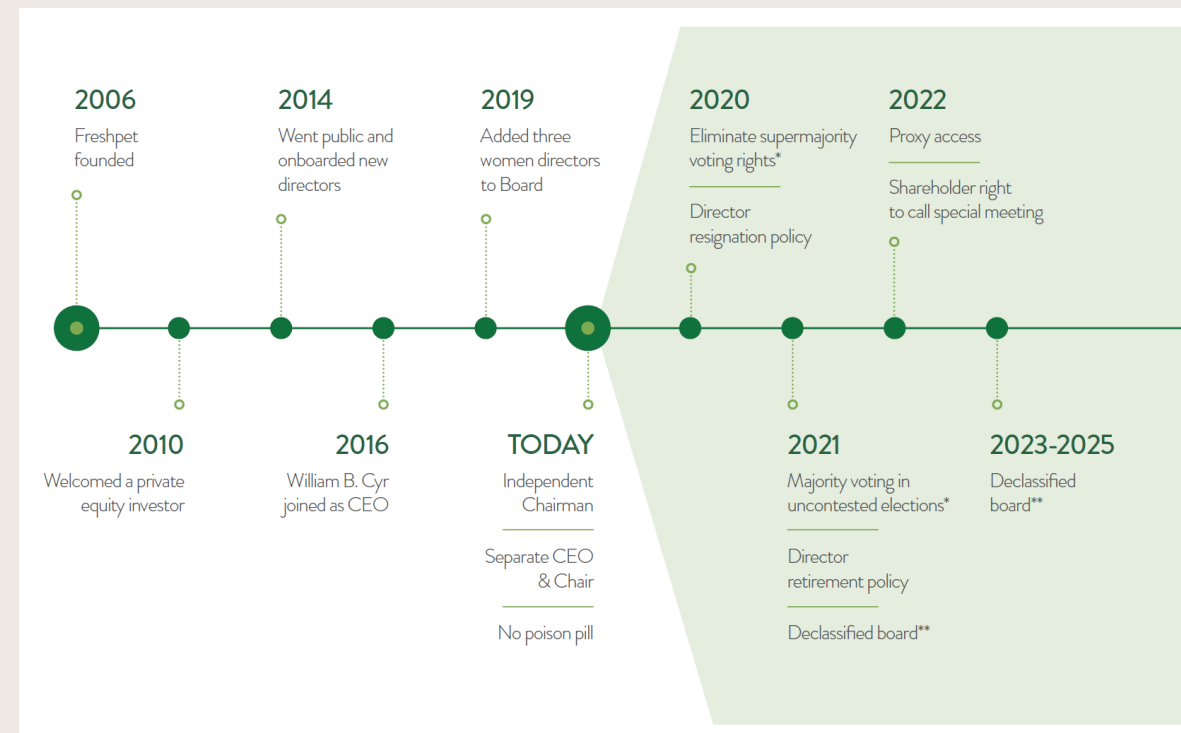 2006
Freshpet
founded
2014
Went public and
onboarded new
directors
2019
Added three
women directors
to Board
2020
Eliminate supermajority
voting rights*
Director
resignation policy
2022
Proxy access
Shareholder right
to call special meeting
2010
Welcomed a private
equity investor
2016
William B. Cyr
joined as CEO
TODAY
Independent
Chairman
Separate CEO
& Chair
No poison pill
2021
Majority voting in
uncontested elections*
Director
retirement policy
Declassified board**
2023-2025
Declassified
board**